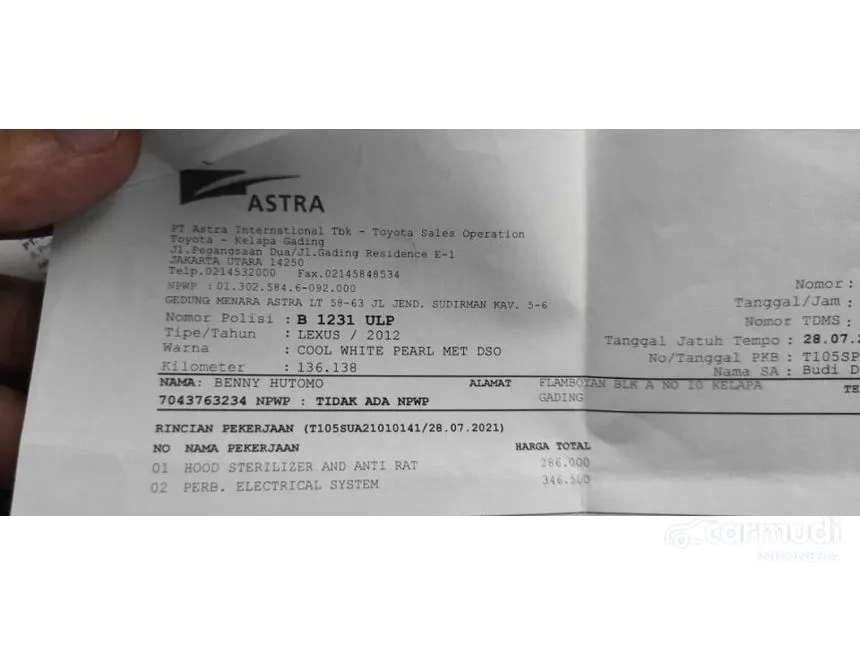 ASTRA
PT Astra International Tbk - Toyota Sales Operation
Toyota - Kelapa Gading
Jl.Pegangsaan Dua/Jl.Gading Residence E-1
JAKARTA UTARA 14250
Telp.0214532000 Fax.02145848534
NPWP :01.302.584.6-092.000
GEDUNG MENARA ASTRA LT 58-63 JL JEND. SUDIRMAN KAV. 5-6
Nomor :
Tanggal/Jam :
Nomor TDMS :
Nomor Polisi : B 1231 ULP
Tipe/Tahun : LEXUS / 2012
Tanggal Jatuh Tempo : 28.07.
Warna : COOL WHITE PEARL MET DSO
No/Tanggal PKB : T105SP
Kilometer : 136.138
Nama SA : Budi D
NAMA: BENNY HUTOMO ALAMAT FLAMBOYAN BLK A NO 10 KELAPA TE
7043763234 NPWP : TIDAK ADA NPWP GADING
RINCIAN PEKERJAAN (T105SUA21010141/28.07.2021)
NO NAMA PEKERJAAN HARGA TOTAL
01 HOOD STERILIZER AND ANTI RAT 286.000
02 PERB. ELECTRICAL SYSTEM 346.500
carmudi
INDONESIA